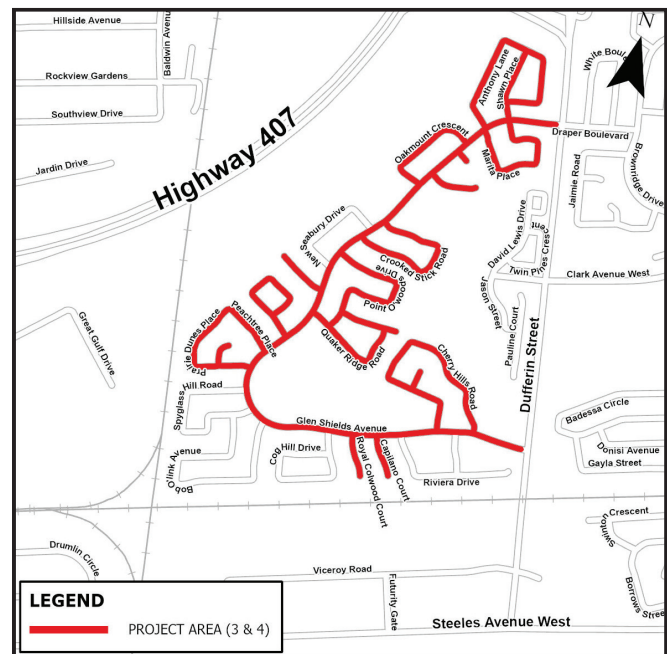 Hillside Avenue
Baldwin Avenue
Rockview Gardens
Southview Drive
Jardin Drive
Highway 407
N
White Boul
Anthony Lane
Shawn Place
Oakmount Crescent
Marita Place
Draper Boulevard
Brownridge Drive
Jaimie Road
New Seabury Drive
Crooked Stick Road
David Lewis Drive
Twin Pines Crescent
Clark Avenue West
Jason Street
Pauline Court
Point O'woods Drive
Peachtree Place
Prairie Dunes Place
Great Gulf Drive
Quaker Ridge Road
Cherry Hills Road
Dufferin Street
Spyglass Hill Road
Glen Shields Avenue
Badessa Circle
Donisi Avenue
Gayla Street
Bob O'link Avenue
Cog Hill Drive
Royal Colwood Court
Capilano Court
Riviera Drive
Swinton Crescent
Drumlin Circle
Viceroy Road
Futurity Gate
Borrows Stree
Steeles Avenue West
LEGEND
PROJECT AREA (3 & 4)